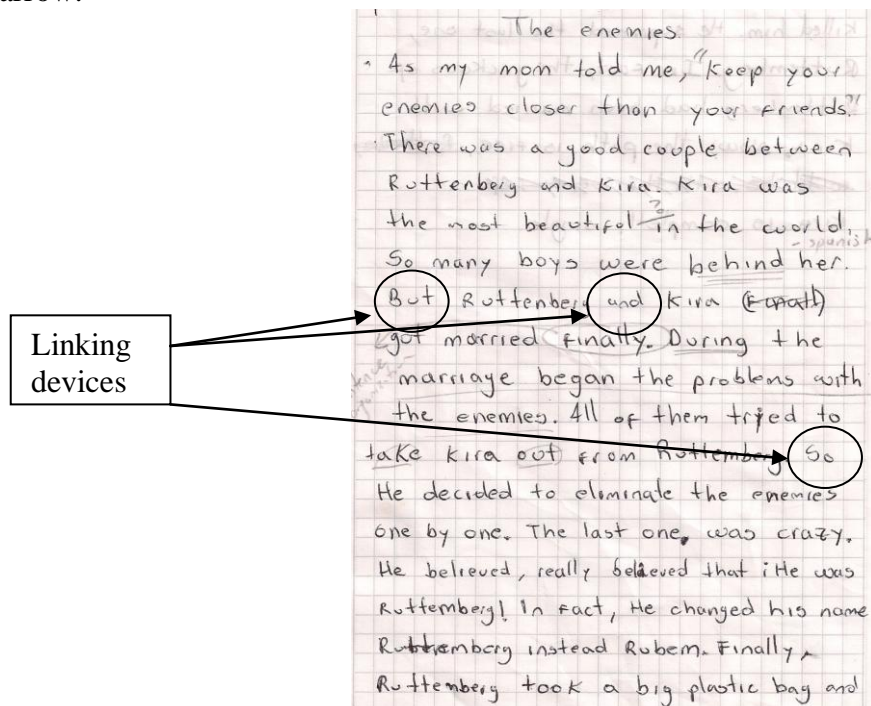 arrow.
The enemies
As my mom told me, "Keep your
enemies closer than your friends."
There was a good couple between
Ruttenberg and Kira. Kira was
?
the most beautiful in the world.
- spanish
So many boys were behind her.
But Ruttenberg and Kira (Finall)
got married finally. During the
Linking
devices
marriage began the problems with
the enemies. All of them tried to
take Kira out from Ruttemberg So
He decided to eliminate the enemies
one by one. The last one, was crazy.
He believed, really believed that ¡He was
Ruttemberg! In fact, He changed his name
Ruttemberg instead Rubem. Finally,
Ruttenberg took a big plastic bag and